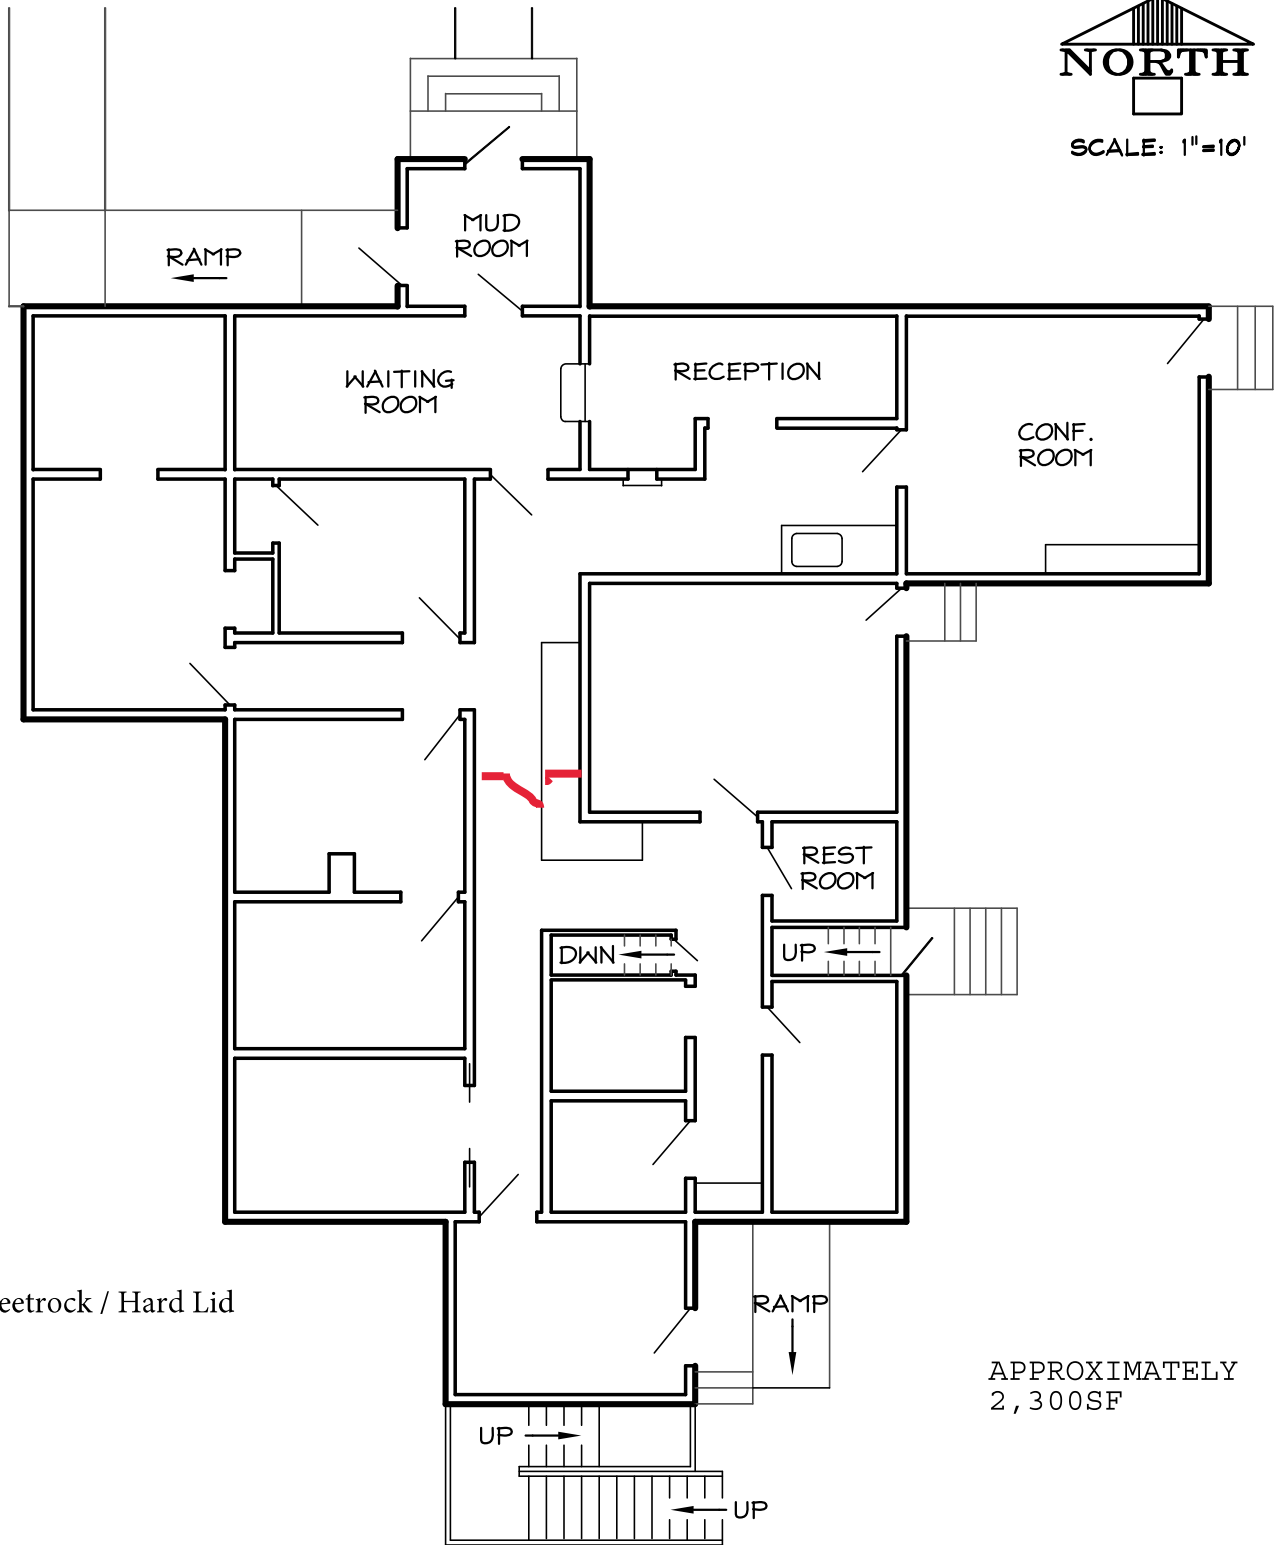 NORTH
SCALE: 1"=10'
MUD
ROOM
RAMP
WAITING
ROOM
RECEPTION
CONF.
ROOM
REST
ROOM
DWN
UP
eetrock / Hard Lid
RAMP
APPROXIMATELY
2,300SF
UP
UP